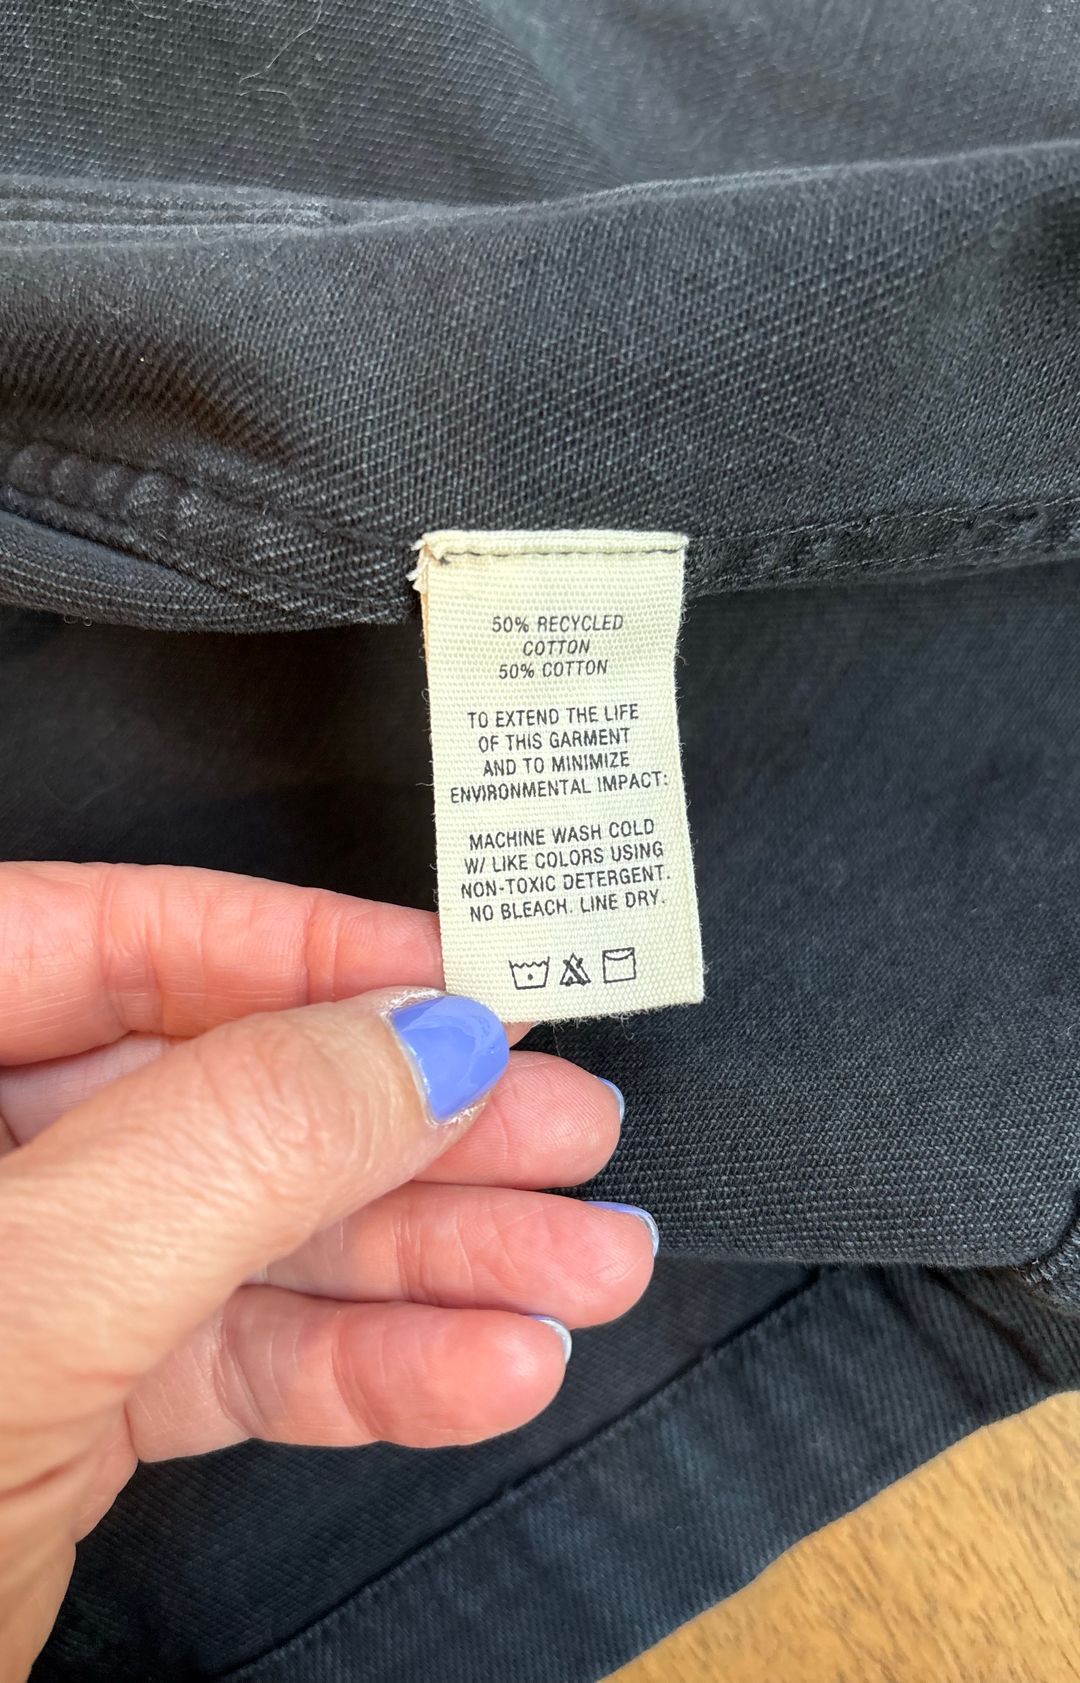 50% RECYCLED
COTTON
50% COTTON
TO EXTEND THE LIFE
OF THIS GARMENT
AND TO MINIMIZE
ENVIRONMENTAL IMPACT:
MACHINE WASH COLD
W/ LIKE COLORS USING
NON-TOXIC DETERGENT.
NO BLEACH. LINE DRY.